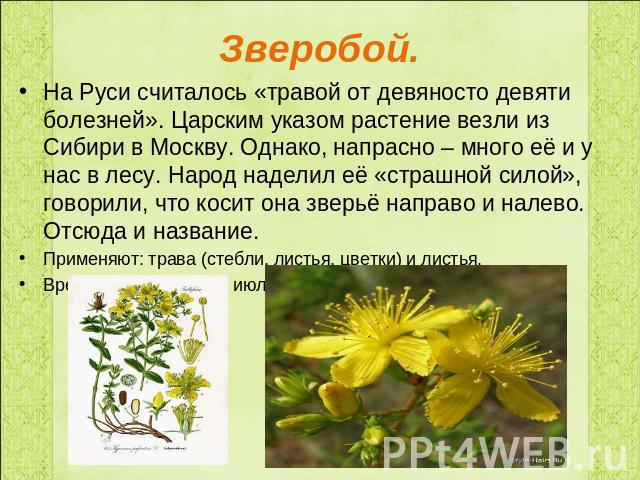 Зверобой.
• На Руси считалось «травой от девяносто девяти
болезней». Царским указом растение везли из
Сибири в Москву. Однако, напрасно – много её и у
нас в лесу. Народ наделил её «страшной силой»,
говорили, что косит она зверьё направо и налево.
Отсюда и название.
• Применяют: трава (стебли, листья, цветки) и листья.
•
PPt4WEB.ru